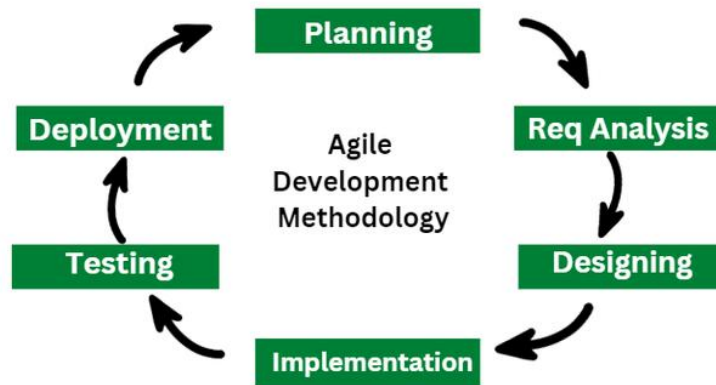 Planning
Deployment
Req Analysis
Agile
Development
Methodology
Testing
Designing
Implementation